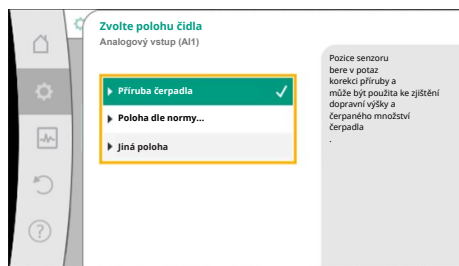 Zvolte polohu čidla
Analogový vstup (AI1)
Příruba čerpadla
Poloha dle normy...
Jiná poloha
Pozice senzoru
bere v potaz
korekci příruby a
může být použita ke zjištění
dopravní výšky a
čerpaného množství
čerpadla
.